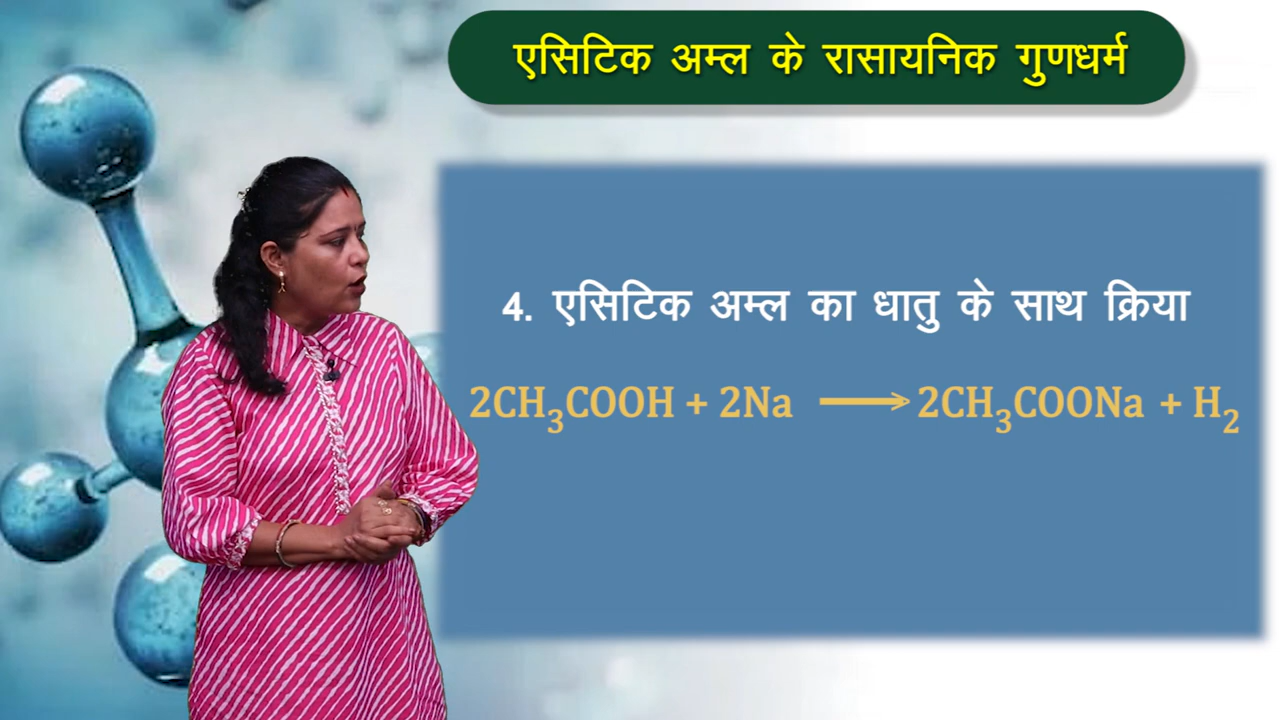 एसिटिक अम्ल के रासायनिक गुणधर्म
4. एसिटिक अम्ल का धातु के साथ क्रिया
2CH₃COOH + 2Na ⟶ 2CH₃COONa + H₂